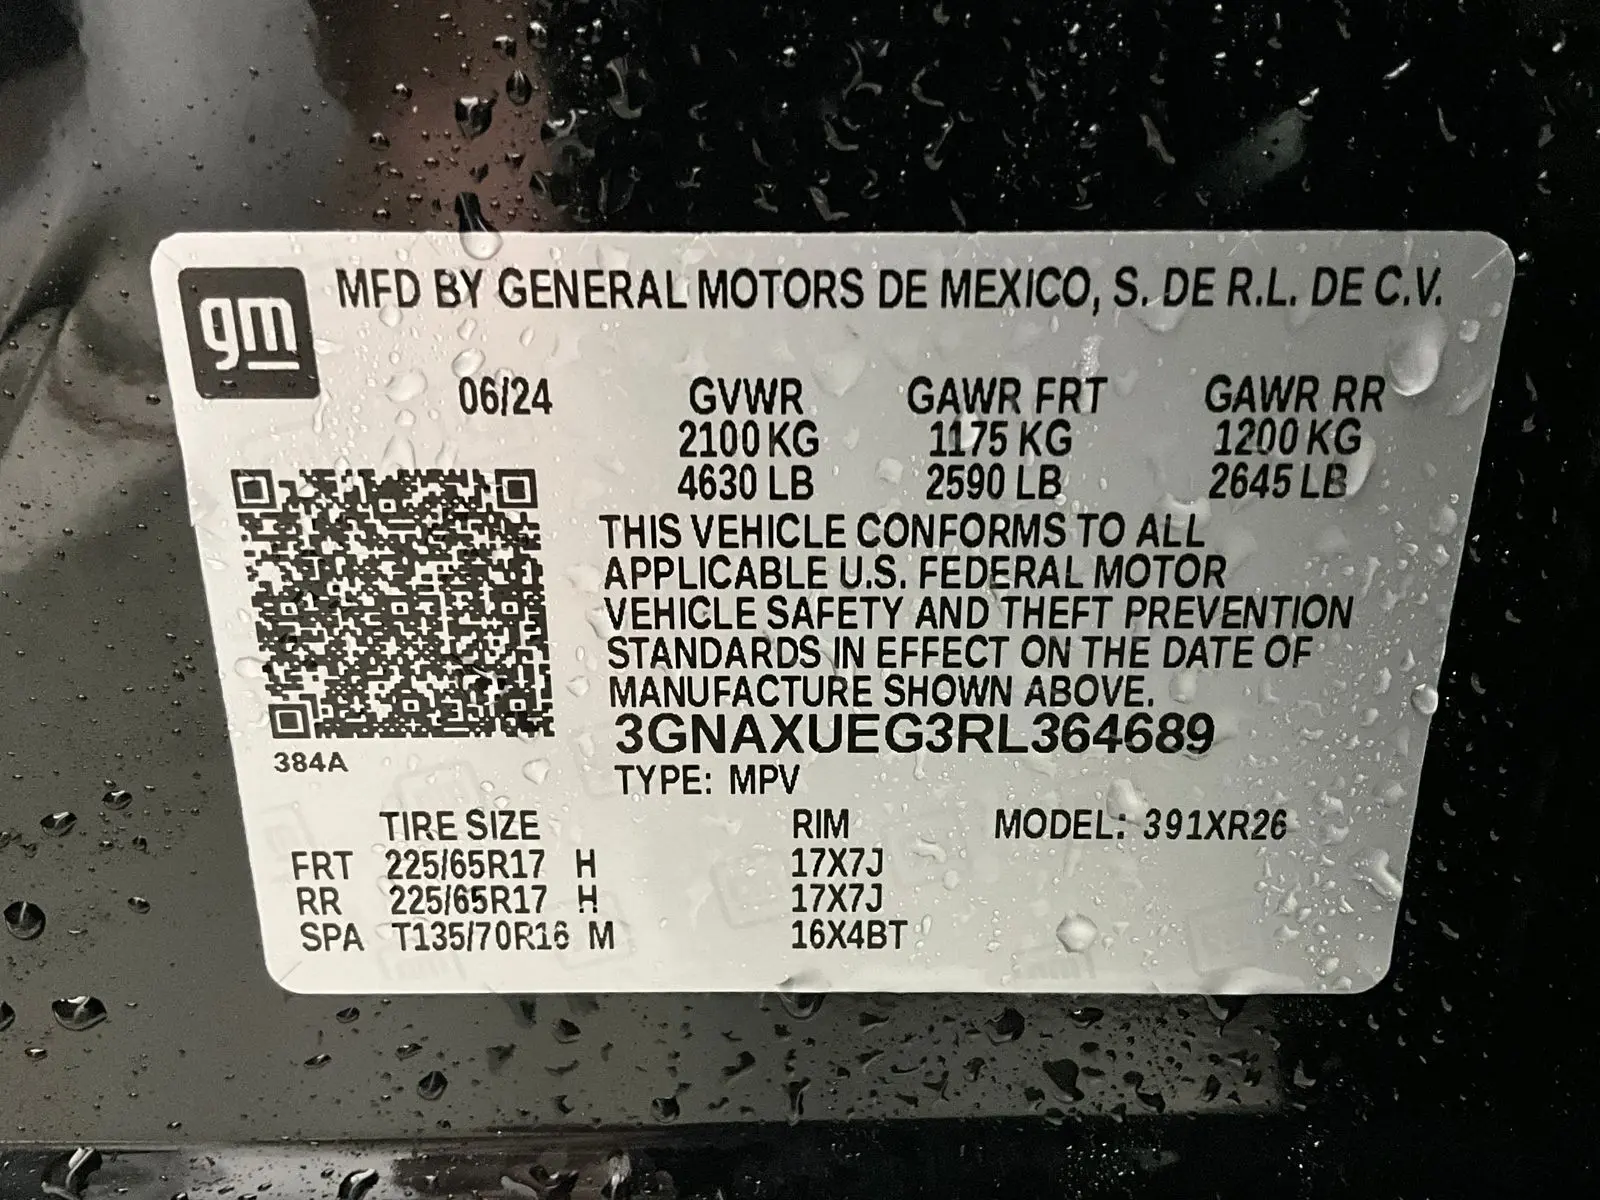 gm
MFD BY GENERAL MOTORS DE MEXICO, S. DE R.L. DE C.V.
06/24 GVWR GAWR FRT GAWR RR
2100 KG 1175 KG 1200 KG
4630 LB 2590 LB 2645 LB
THIS VEHICLE CONFORMS TO ALL
APPLICABLE U.S. FEDERAL MOTOR
VEHICLE SAFETY AND THEFT PREVENTION
STANDARDS IN EFFECT ON THE DATE OF
MANUFACTURE SHOWN ABOVE.
3GNAXUEG3RL364689
384A
TYPE: MPV
TIRE SIZE RIM MODEL: 391XR26
FRT 225/65R17 H 17X7J
RR 225/65R17 H 17X7J
SPA T135/70R16 M 16X4BT